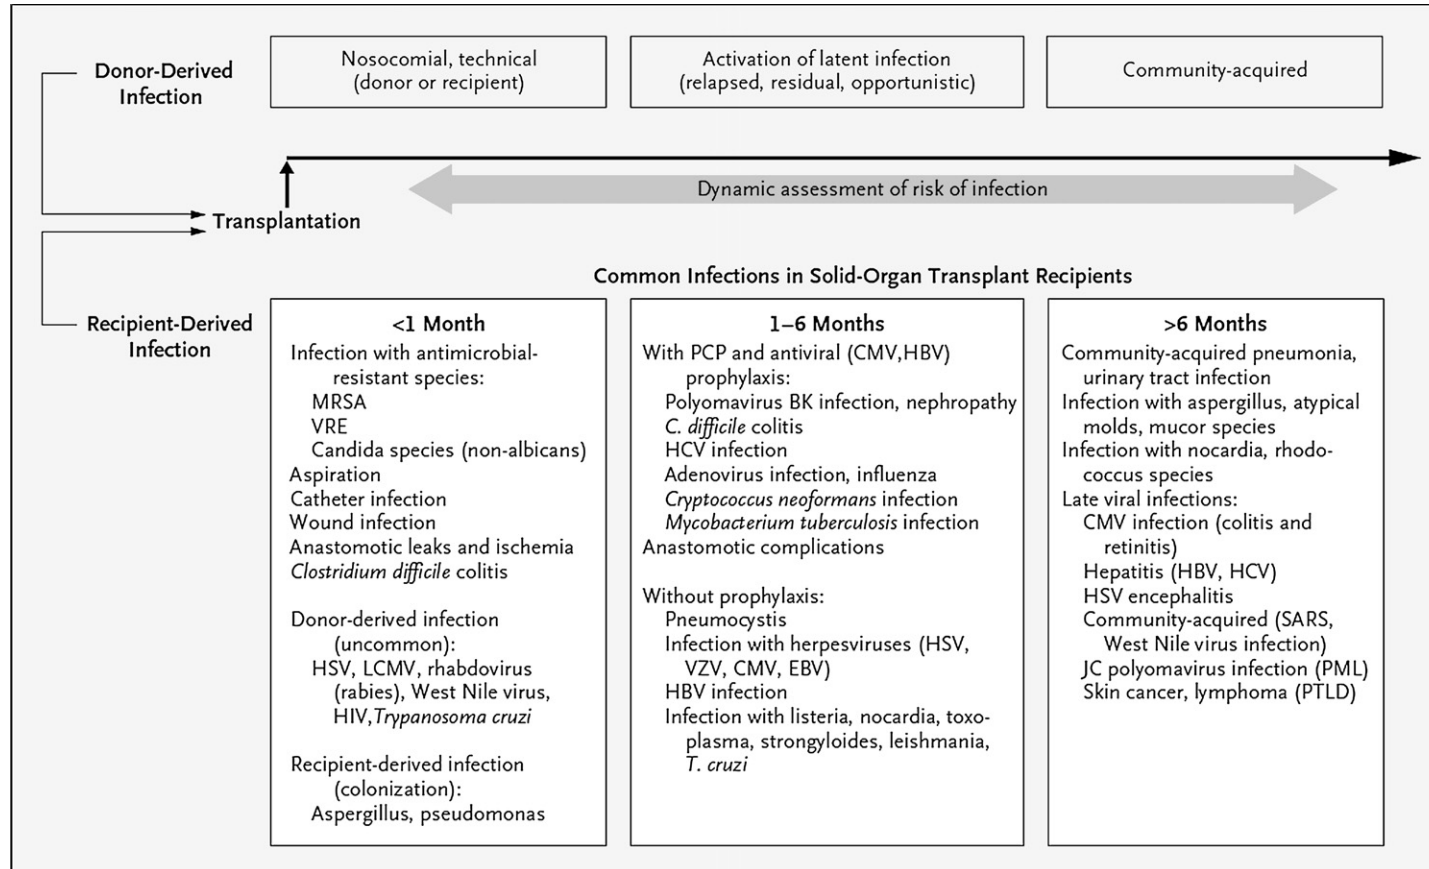 Donor-Derived
Infection
Nosocomial, technical
(donor or recipient)
Activation of latent infection
(relapsed, residual, opportunistic)
Community-acquired
Dynamic assessment of risk of infection
Transplantation
Recipient-Derived
Infection
Common Infections in Solid-Organ Transplant Recipients
<1 Month
Infection with antimicrobial-
resistant species:
MRSA
VRE
Candida species (non-albicans)
Aspiration
Catheter infection
Wound infection
Anastomotic leaks and ischemia
Clostridium difficile colitis
Donor-derived infection
(uncommon):
HSV, LCMV, rhabdovirus
(rabies), West Nile virus,
HIV,Trypanosoma cruzi
Recipient-derived infection
(colonization):
Aspergillus, pseudomonas
1–6 Months
With PCP and antiviral (CMV,HBV)
prophylaxis:
Polyomavirus BK infection, nephropathy
C. difficile colitis
HCV infection
Adenovirus infection, influenza
Cryptococcus neoformans infection
Mycobacterium tuberculosis infection
Anastomotic complications
Without prophylaxis:
Pneumocystis
Infection with herpesviruses (HSV,
VZV, CMV, EBV)
HBV infection
Infection with listeria, nocardia, toxo-
plasma, strongyloides, leishmania,
T. cruzi
>6 Months
Community-acquired pneumonia,
urinary tract infection
Infection with aspergillus, atypical
molds, mucor species
Infection with nocardia, rhodo-
coccus species
Late viral infections:
CMV infection (colitis and
retinitis)
Hepatitis (HBV, HCV)
HSV encephalitis
Community-acquired (SARS,
West Nile virus infection)
JC polyomavirus infection (PML)
Skin cancer, lymphoma (PTLD)